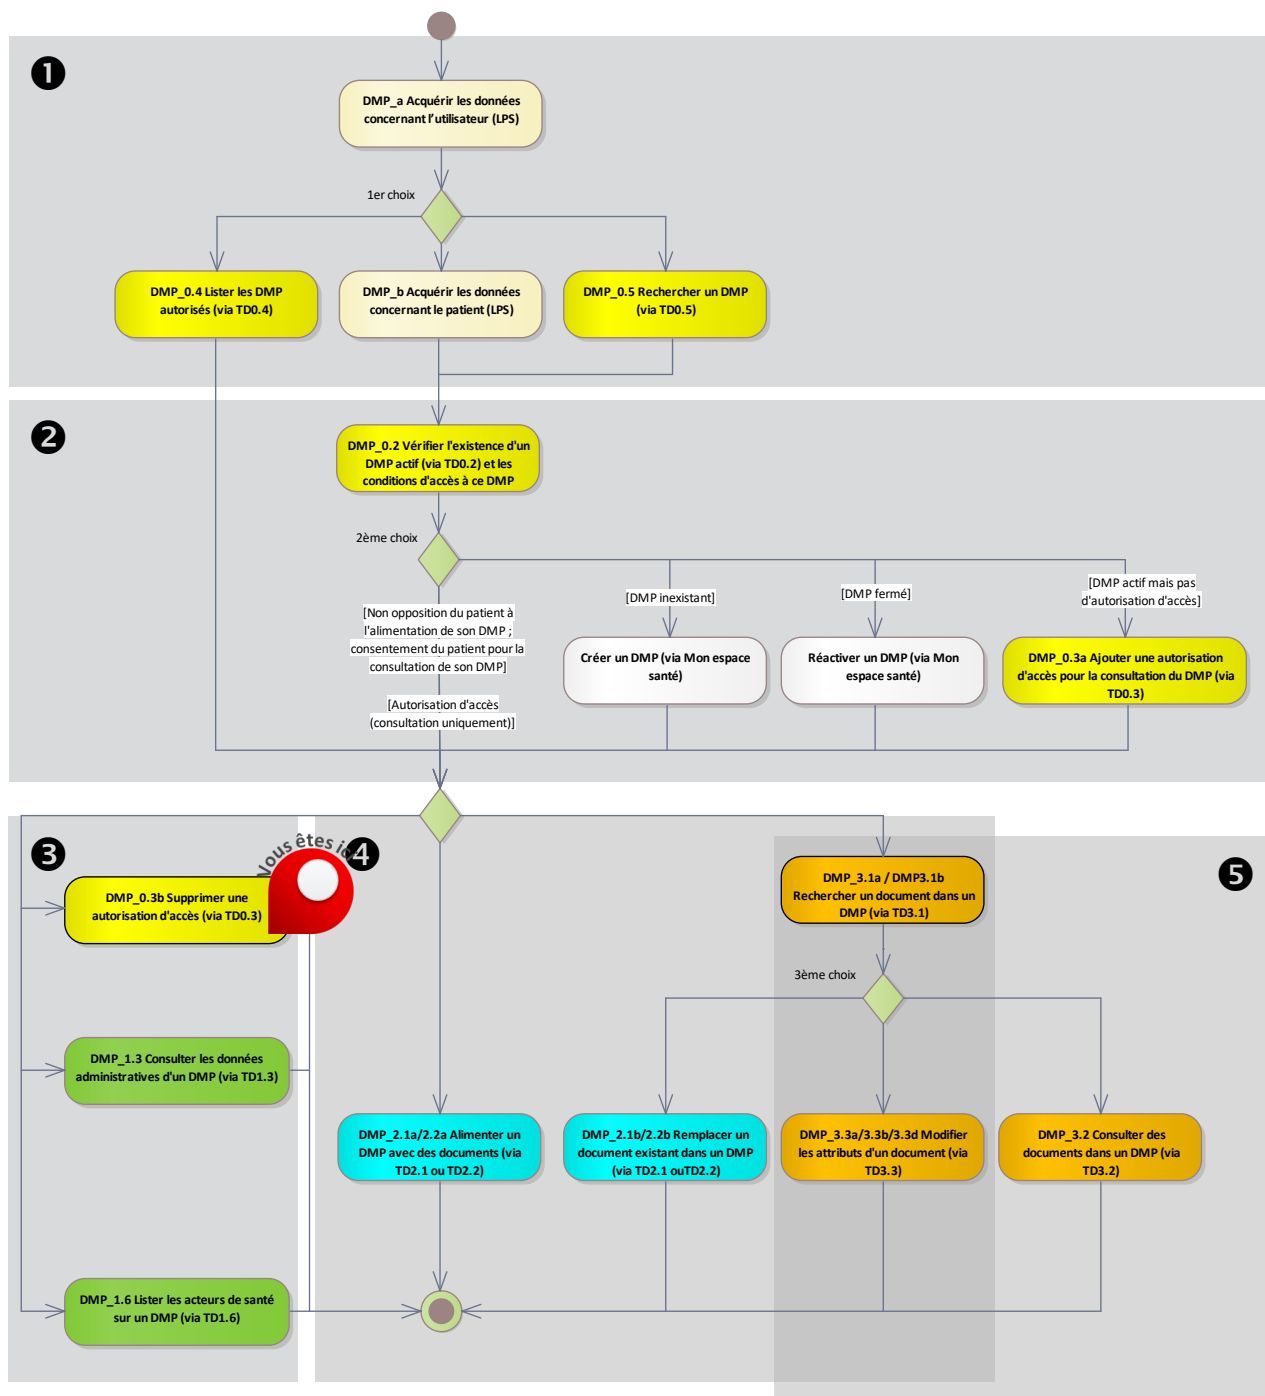 ❶
DMP_a Acquérir les données
concernant l'utilisateur (LPS)
1er choix
DMP_0.4 Lister les DMP
autorisés (via TD0.4)
DMP_b Acquérir les données
concernant le patient (LPS)
DMP_0.5 Rechercher un DMP
(via TD0.5)
❷
DMP_0.2 Vérifier l'existence d'un
DMP actif (via TD0.2) et les
conditions d'accès à ce DMP
2ème choix
[Non opposition du patient à
l'alimentation de son DMP ;
consentement du patient pour la
consultation de son DMP]
[Autorisation d'accès
(consultation uniquement)]
[DMP inexistant]
[DMP fermé]
[DMP actif mais pas
d'autorisation d'accès]
Créer un DMP (via Mon espace
santé)
Réactiver un DMP (via Mon
espace santé)
DMP_0.3a Ajouter une autorisation
d'accès pour la consultation du DMP (via
TD0.3)
❸
Vous êtes ici
❹
❺
DMP_0.3b Supprimer une
autorisation d'accès (via TD0.3)
DMP_3.1a / DMP3.1b
Rechercher un document dans un
DMP (via TD3.1)
3ème choix
DMP_1.3 Consulter les données
administratives d'un DMP (via TD1.3)
DMP_2.1a/2.2a Alimenter un
DMP avec des documents (via
TD2.1 ou TD2.2)
DMP_2.1b/2.2b Remplacer un
document existant dans un DMP
(via TD2.1 ouTD2.2)
DMP_3.3a/3.3b/3.3d Modifier
les attributs d'un document (via
TD3.3)
DMP_3.2 Consulter des
documents dans un DMP (via
TD3.2)
DMP_1.6 Lister les acteurs de santé
sur un DMP (via TD1.6)